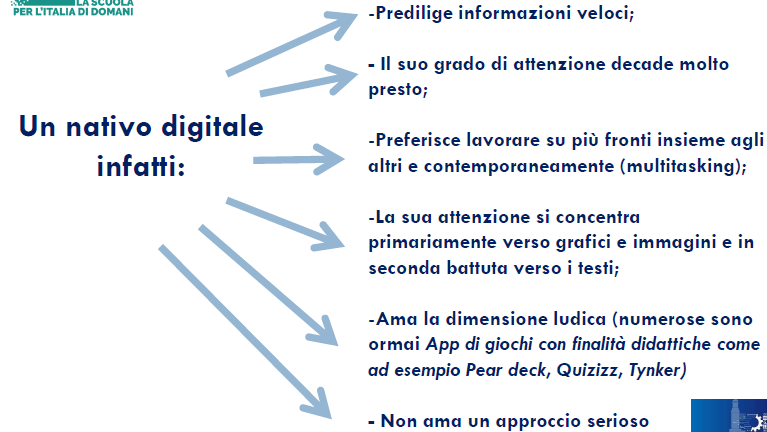 LA SCUOLA
PER L'ITALIA DI DOMANI
Un nativo digitale
infatti:
-Predilige informazioni veloci;
- Il suo grado di attenzione decade molto
presto;
-Preferisce lavorare su più fronti insieme agli
altri e contemporaneamente (multitasking);
-La sua attenzione si concentra
primariamente verso grafici e immagini e in
seconda battuta verso i testi;
-Ama la dimensione ludica (numerose sono
ormai App di giochi con finalità didattiche come
ad esempio Pear deck, Quizizz, Tynker)
- Non ama un approccio serioso